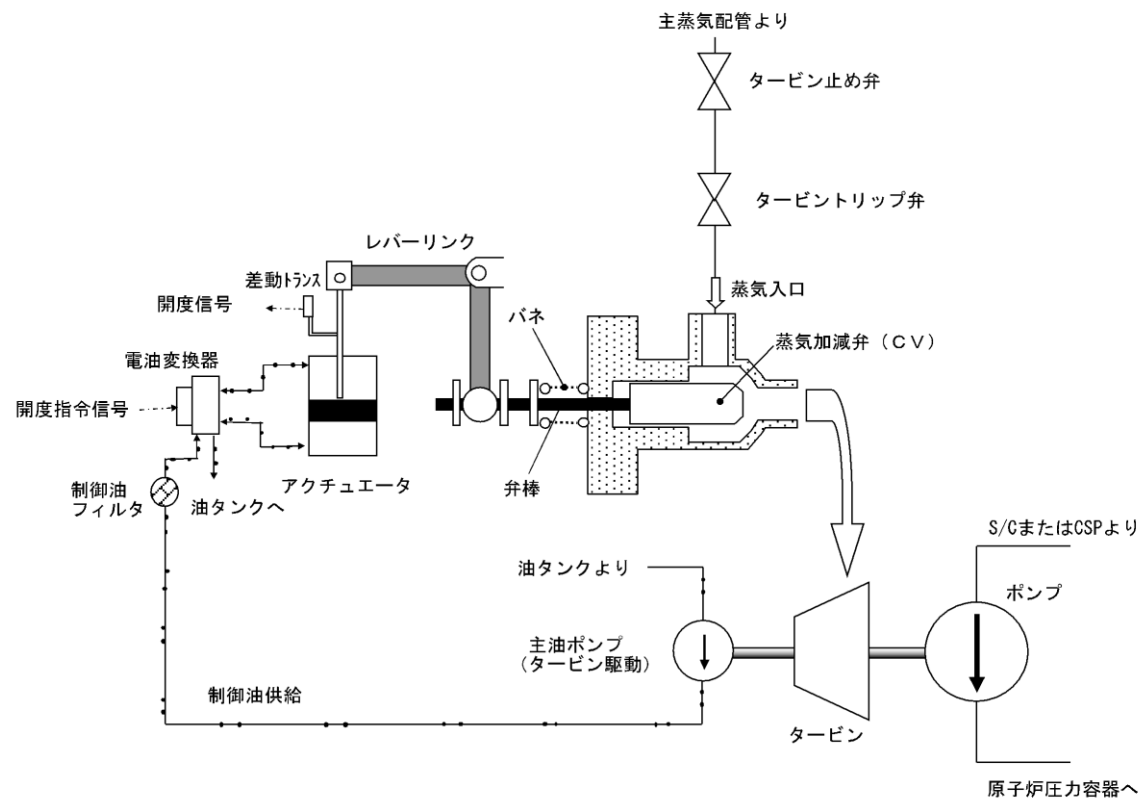 主蒸気配管より
タービン止め弁
タービントリップ弁
レバーリンク
差動トランス
開度信号
蒸気入口
バネ
蒸気加減弁(CV)
電油変換器
開度指令信号
アクチュエータ
弁棒
制御油
フィルタ
油タンクへ
S/CまたはCSPより
油タンクより
ポンプ
主油ポンプ
(タービン駆動)
制御油供給
タービン
原子炉圧力容器へ